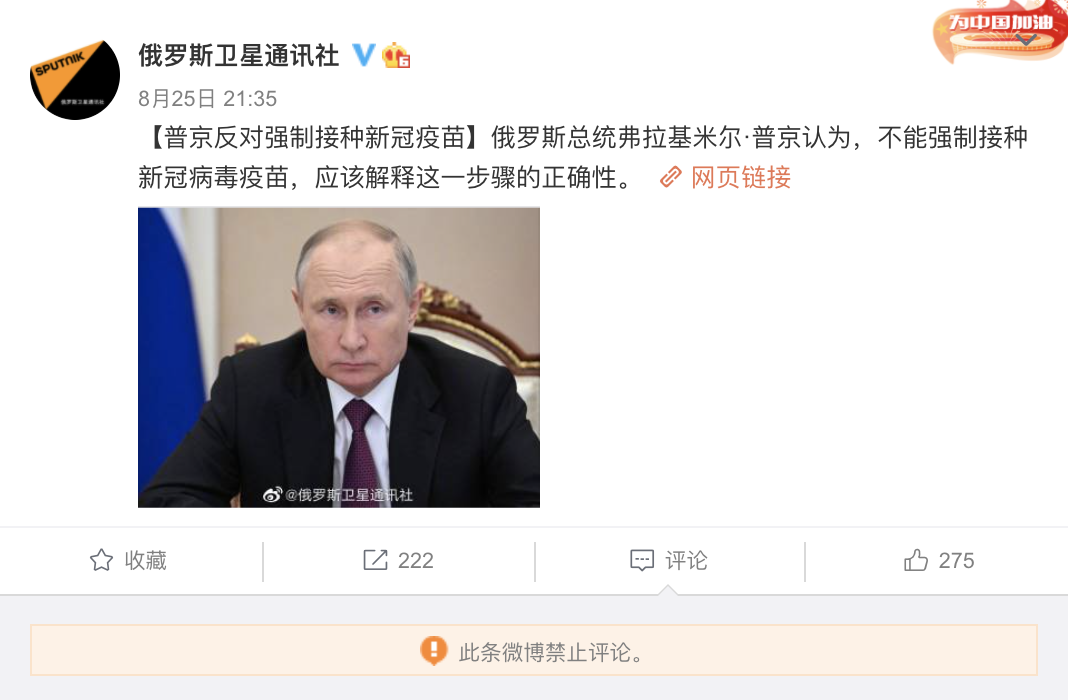 为中国加油
SPUTNIK
俄罗斯卫星通讯社
俄罗斯卫星通讯社 V 6
8月25日 21:35
【普京反对强制接种新冠疫苗】俄罗斯总统弗拉基米尔·普京认为，不能强制接种
新冠病毒疫苗，应该解释这一步骤的正确性。 网页链接
@俄罗斯卫星通讯社
收藏 222 评论 275
此条微博禁止评论。